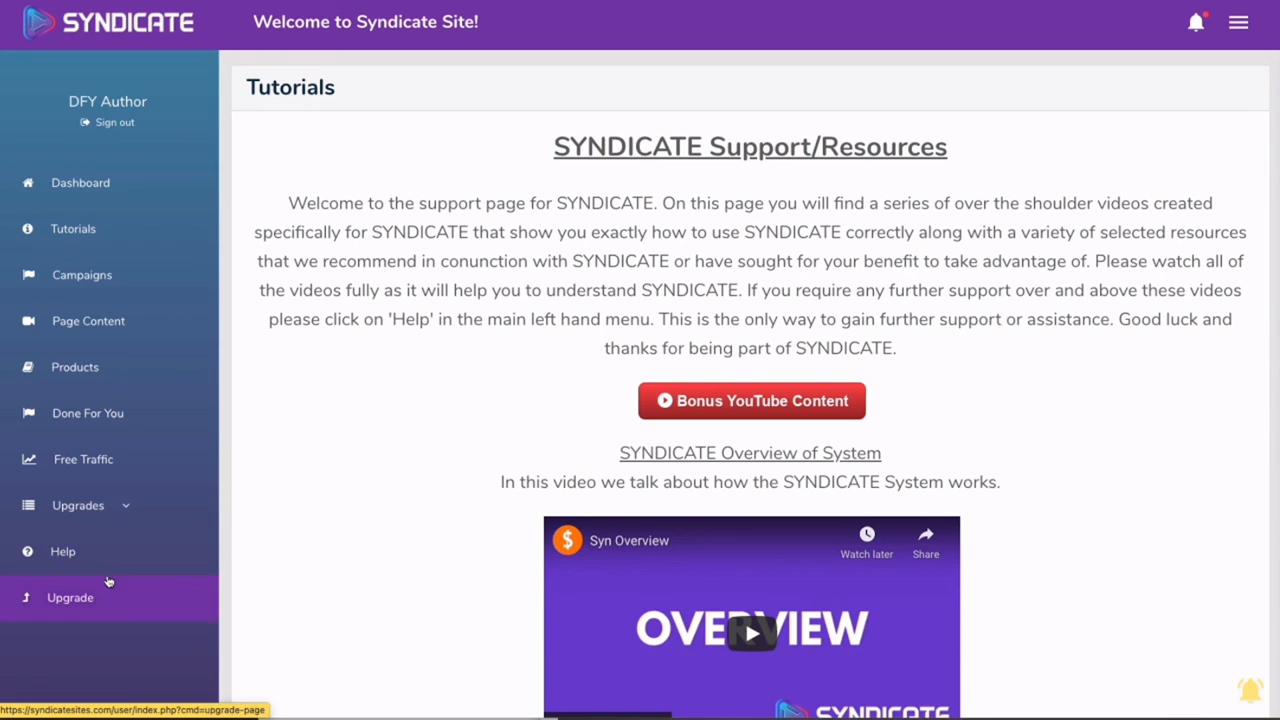 SYNDICATE
Welcome to Syndicate Site!
DFY Author
Sign out
Dashboard
Tutorials
Campaigns
Page Content
Products
Done For You
Free Traffic
Upgrades
Help
Upgrade
Tutorials
SYNDICATE Support/Resources
Welcome to the support page for SYNDICATE. On this page you will find a series of over the shoulder videos created
specifically for SYNDICATE that show you exactly how to use SYNDICATE correctly along with a variety of selected resources
that we recommend in conunction with SYNDICATE or have sought for your benefit to take advantage of. Please watch all of
the videos fully as it will help you to understand SYNDICATE. If you require any further support over and above these videos
please click on 'Help' in the main left hand menu. This is the only way to gain further support or assistance. Good luck and
thanks for being part of SYNDICATE.
Bonus YouTube Content
SYNDICATE Overview of System
In this video we talk about how the SYNDICATE System works.
$ Syn Overview
Watch later
Share
OVERVIEW
SYNDICATE
https://syndicatesites.com/user/index.php?cmd=upgrade-page